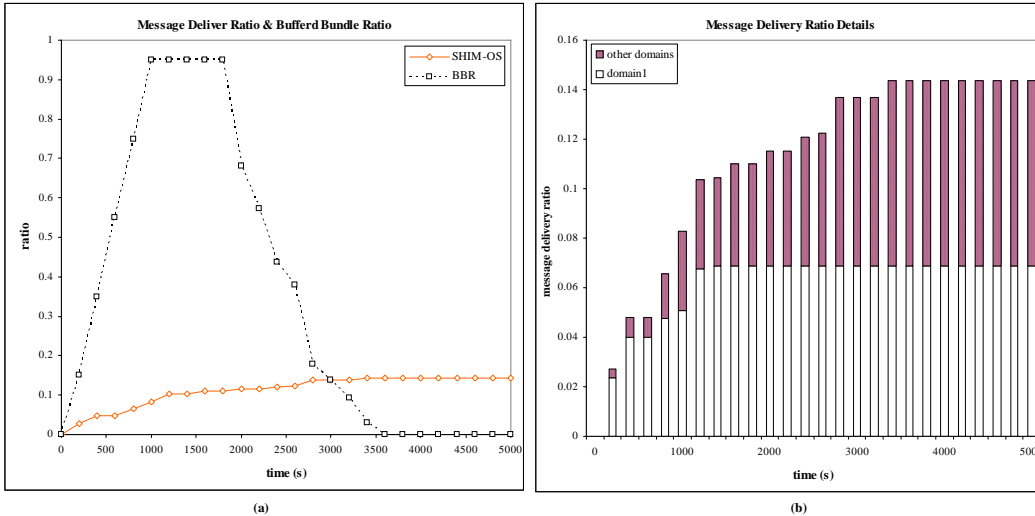 Message Deliver Ratio & Bufferd Bundle Ratio
1
0.9
0.8
0.7
0.6
0.5
0.4
0.3
0.2
0.1
0
ratio
SHIM-OS
BBR
0 500 1000 1500 2000 2500 3000 3500 4000 4500 5000
time (s)
(a)
Message Delivery Ratio Details
0.16
0.14
0.12
0.1
0.08
0.06
0.04
0.02
0
message delivery ratio
other domains
domain1
0 1000 2000 3000 4000 5000
time (s)
(b)